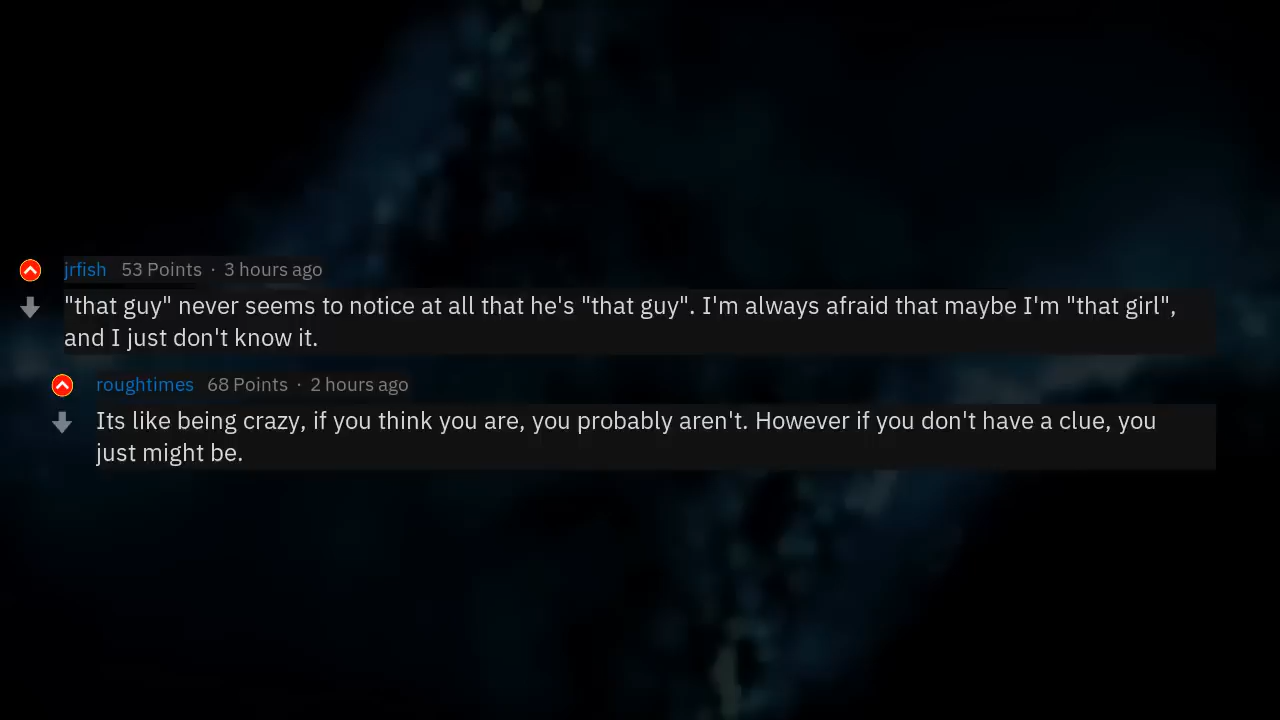 jrfish 53 Points · 3 hours ago
"that guy" never seems to notice at all that he's "that guy". I'm always afraid that maybe I'm "that girl",
and I just don't know it.
roughtimes 68 Points · 2 hours ago
Its like being crazy, if you think you are, you probably aren't. However if you don't have a clue, you
just might be.